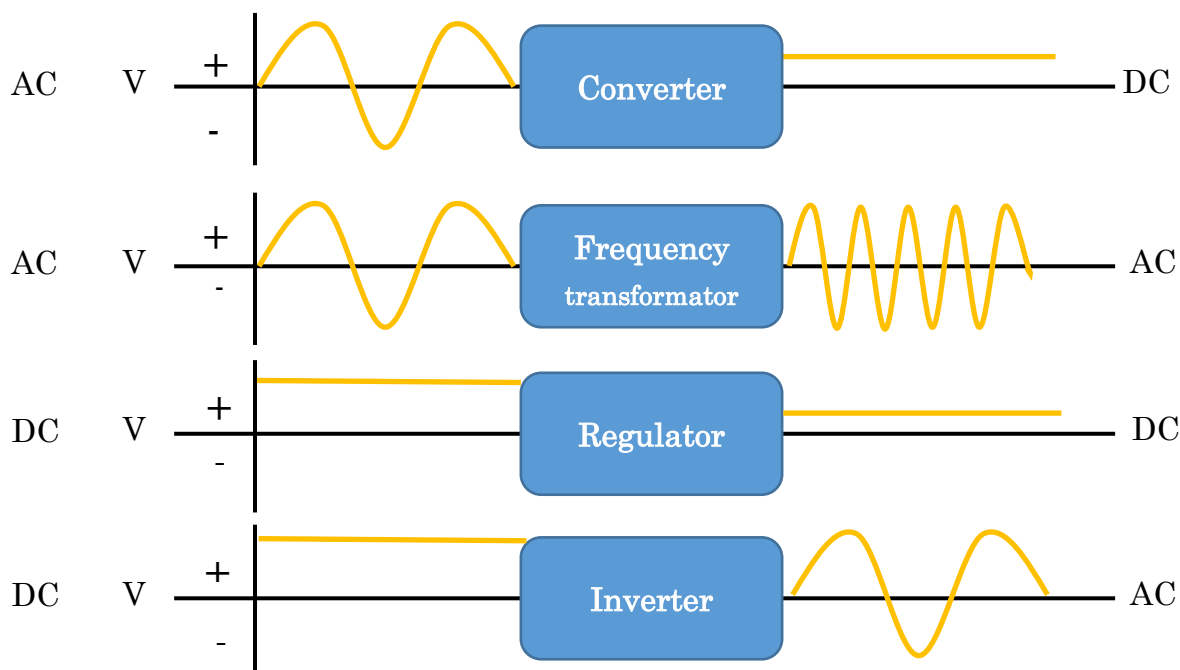 AC V + - Converter DC
AC V + - Frequency transformator AC
DC V + - Regulator DC
DC V + - Inverter AC